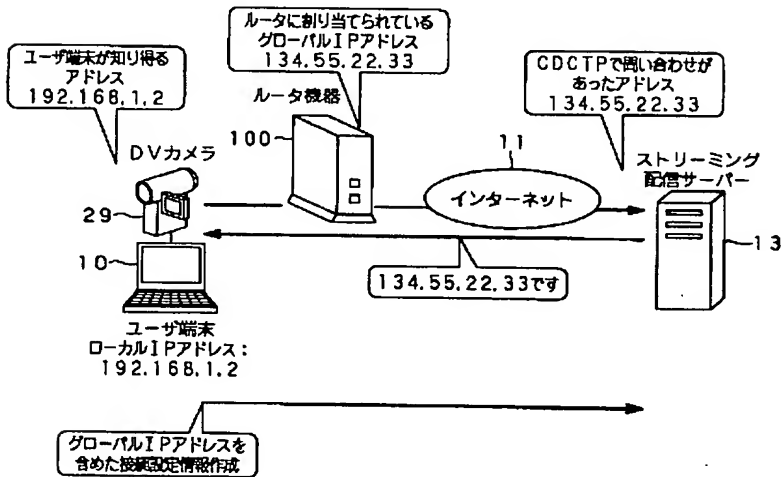 ルータに割り当てられている
グローバルIPアドレス
134.55.22.33
ユーザ端末が知り得る
アドレス
192.168.1.2
CDCTPで問い合わせが
あったアドレス
134.55.22.33
ルータ機器
100
DVカメラ
29
10
11
インターネット
ストリーミング
配信サーバー
13
134.55.22.33です
ユーザ端末
ローカルIPアドレス:
192.168.1.2
グローバルIPアドレスを
含めた接続設定情報作成